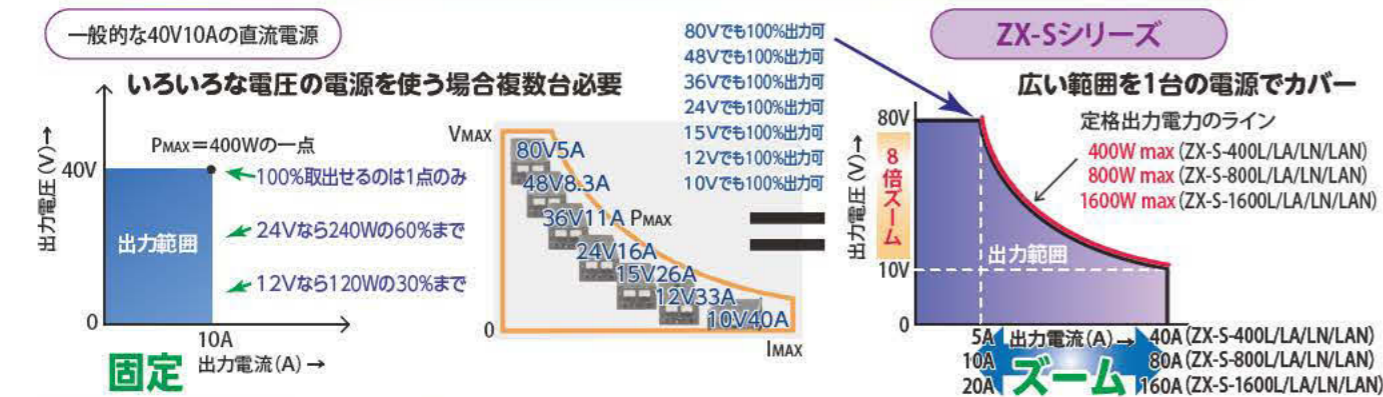 一般的な40V10Aの直流電源
いろいろな電圧の電源を使う場合複数台必要
出力電圧(V)→
40V
PMAX=400Wの一点
100%取出せるのは1点のみ
24Vなら240Wの60%まで
12Vなら120Wの30%まで
出力範囲
0
10A
固定
出力電流(A)→
80Vでも100%出力可
48Vでも100%出力可
36Vでも100%出力可
24Vでも100%出力可
15Vでも100%出力可
12Vでも100%出力可
10Vでも100%出力可
VMAX
80V5A
48V8.3A
36V11A
PMAX
24V16A
15V26A
12V33A
10V40A
0
IMAX
ZX-Sシリーズ
広い範囲を1台の電源でカバー
定格出力電力のライン
400W max (ZX-S-400L/LA/LN/LAN)
800W max (ZX-S-800L/LA/LN/LAN)
1600W max (ZX-S-1600L/LA/LN/LAN)
出力電圧(V)→
80V
8倍ズーム
10V
0
出力範囲
5A 出力電流(A)→ 40A (ZX-S-400L/LA/LN/LAN)
10A 80A (ZX-S-800L/LA/LN/LAN)
20A ズーム 160A (ZX-S-1600L/LA/LN/LAN)